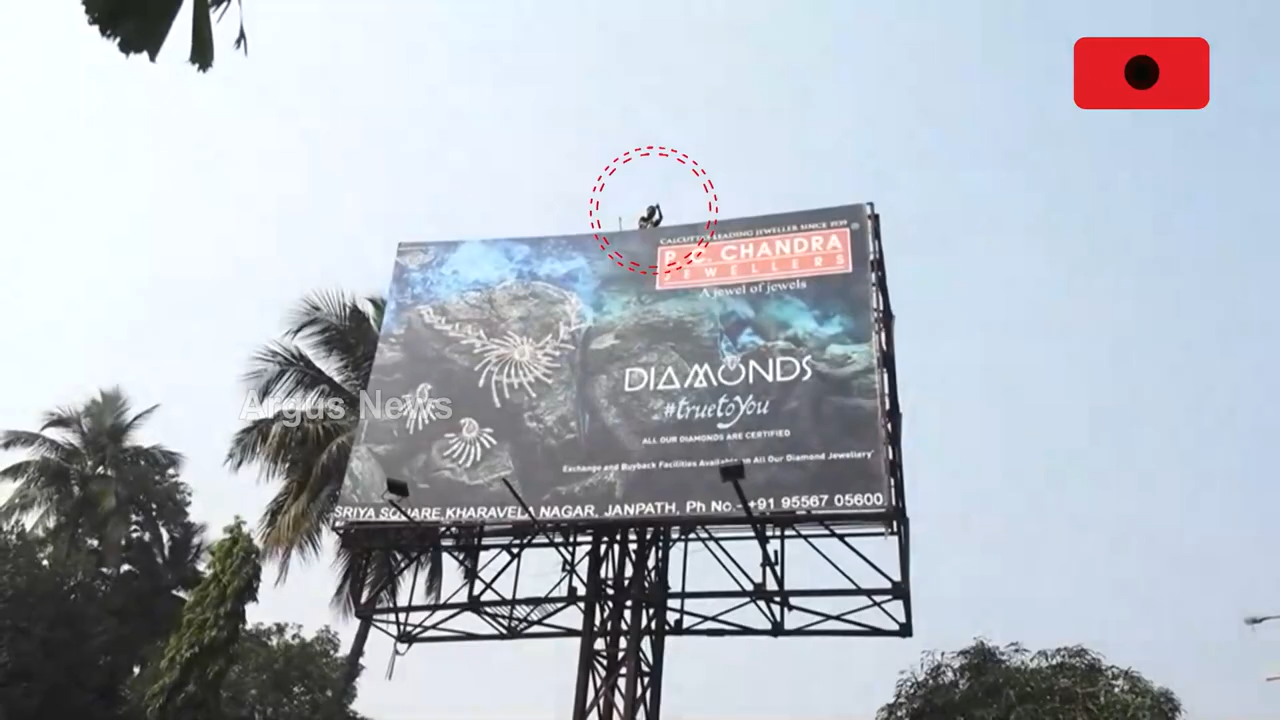 CALCUTTA'S LEADING JEWELLER SINCE 1939
P.C. CHANDRA
JEWELLERS
A jewel of jewels
DIAMONDS
#truetoyou
ALL OUR DIAMONDS ARE CERTIFIED
Exchange and Buyback Facilities Available on All Our Diamond Jewellery*
SRIYA SQUARE,KHARAVELA NAGAR, JANPATH, Ph No.- +91 95567 05600
Argus News